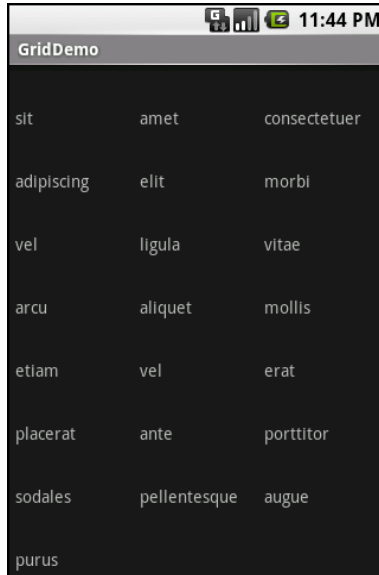 11:44 PM
GridDemo
sit amet consectetuer
adipiscing elit morbi
vel ligula vitae
arcu aliquet mollis
etiam vel erat
placerat ante porttitor
sodales pellentesque augue
purus